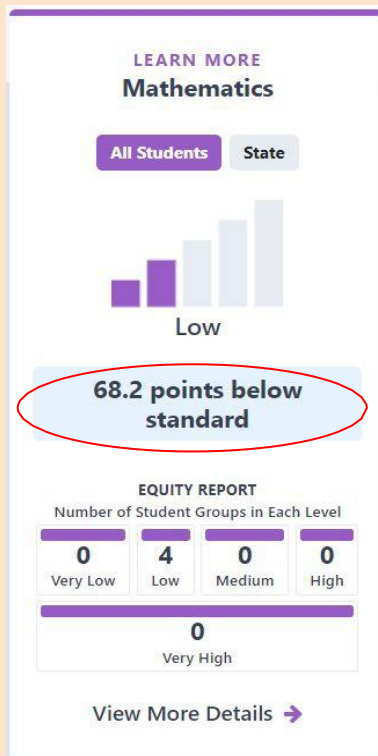 LEARN MORE
Mathematics
All Students State
Low
68.2 points below
standard
EQUITY REPORT
Number of Student Groups in Each Level
0 4 0 0
Very Low Low Medium High
0
Very High
View More Details